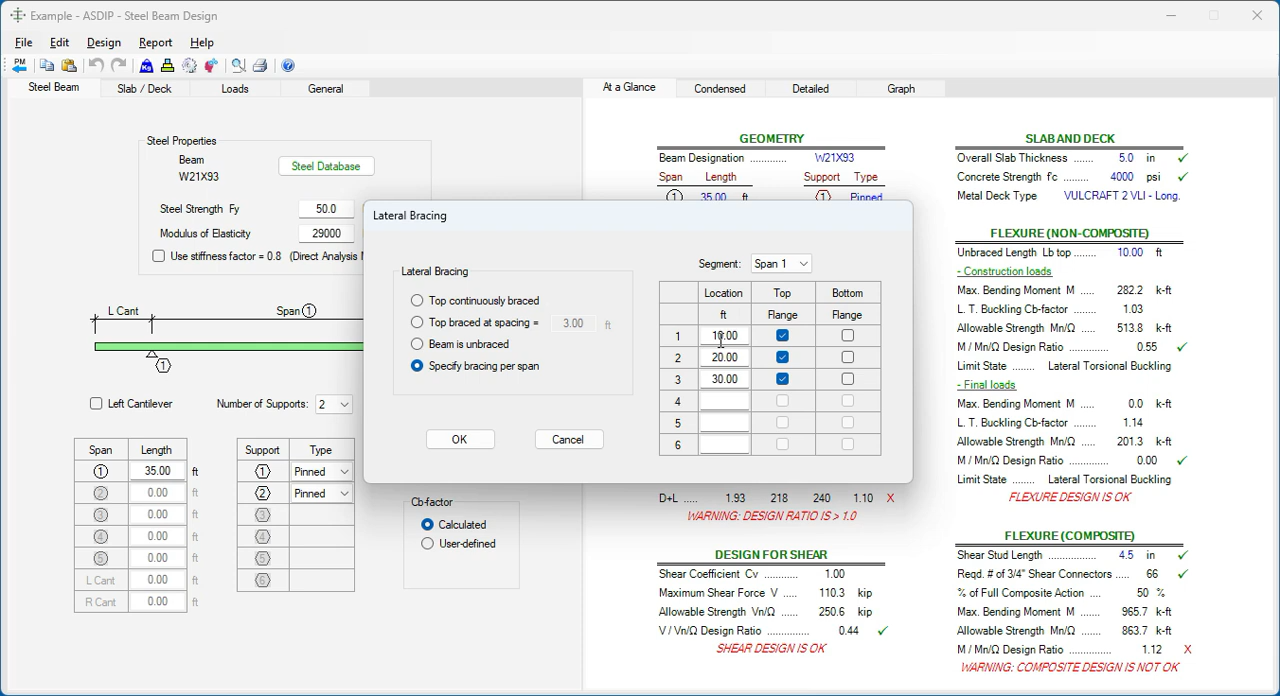 Example - ASDIP - Steel Beam Design
File Edit Design Report Help
Steel Beam Slab / Deck Loads General
At a Glance Condensed Detailed Graph
Steel Properties
Beam
W21X93
Steel Database
Steel Strength Fy 50.0
Modulus of Elasticity 29000
Use stiffness factor = 0.8 (Direct Analysis
L Cant Span 1
1
Left Cantilever Number of Supports: 2
Span Length
1 35.00 ft
2 0.00 ft
3 0.00 ft
4 0.00 ft
5 0.00 ft
L Cant 0.00 ft
R Cant 0.00 ft
Support Type
1 Pinned
2 Pinned
3
4
5
6
Cb-factor
Calculated
User-defined
Lateral Bracing
Lateral Bracing
Top continuously braced
Top braced at spacing = 3.00 ft
Beam is unbraced
Specify bracing per span
OK Cancel
Segment: Span 1
Location Top Bottom
ft Flange Flange
1 10.00
2 20.00
3 30.00
4
5
6
GEOMETRY
Beam Designation ............ W21X93
Span Length Support Type
1 35.00 ft 1 Pinned
D+L ..... 1.93 218 240 1.10 X
WARNING: DESIGN RATIO IS > 1.0
DESIGN FOR SHEAR
Shear Coefficient Cv ............ 1.00
Maximum Shear Force V ..... 110.3 kip
Allowable Strength Vn/Ω ...... 250.6 kip
V / Vn/Ω Design Ratio ............... 0.44 ✓
SHEAR DESIGN IS OK
SLAB AND DECK
Overall Slab Thickness ....... 5.0 in ✓
Concrete Strength f'c ......... 4000 psi ✓
Metal Deck Type VULCRAFT 2 VLI - Long.
FLEXURE (NON-COMPOSITE)
Unbraced Length Lb top ........ 10.00 ft
- Construction loads
Max. Bending Moment M ..... 282.2 k-ft
L. T. Buckling Cb-factor ....... 1.03
Allowable Strength Mn/Ω .... 513.8 k-ft
M / Mn/Ω Design Ratio .............. 0.55 ✓
Limit State ....... Lateral Torsional Buckling
- Final loads
Max. Bending Moment M ..... 0.0 k-ft
L. T. Buckling Cb-factor ....... 1.14
Allowable Strength Mn/Ω .... 201.3 k-ft
M / Mn/Ω Design Ratio .............. 0.00 ✓
Limit State ....... Lateral Torsional Buckling
FLEXURE DESIGN IS OK
FLEXURE (COMPOSITE)
Shear Stud Length ................. 4.5 in ✓
Reqd. # of 3/4" Shear Connectors .... 66 ✓
% of Full Composite Action .... 50 %
Max. Bending Moment M ....... 965.7 k-ft
Allowable Strength Mn/Ω ...... 863.7 k-ft
M / Mn/Ω Design Ratio ............... 1.12 X
WARNING: COMPOSITE DESIGN IS NOT OK